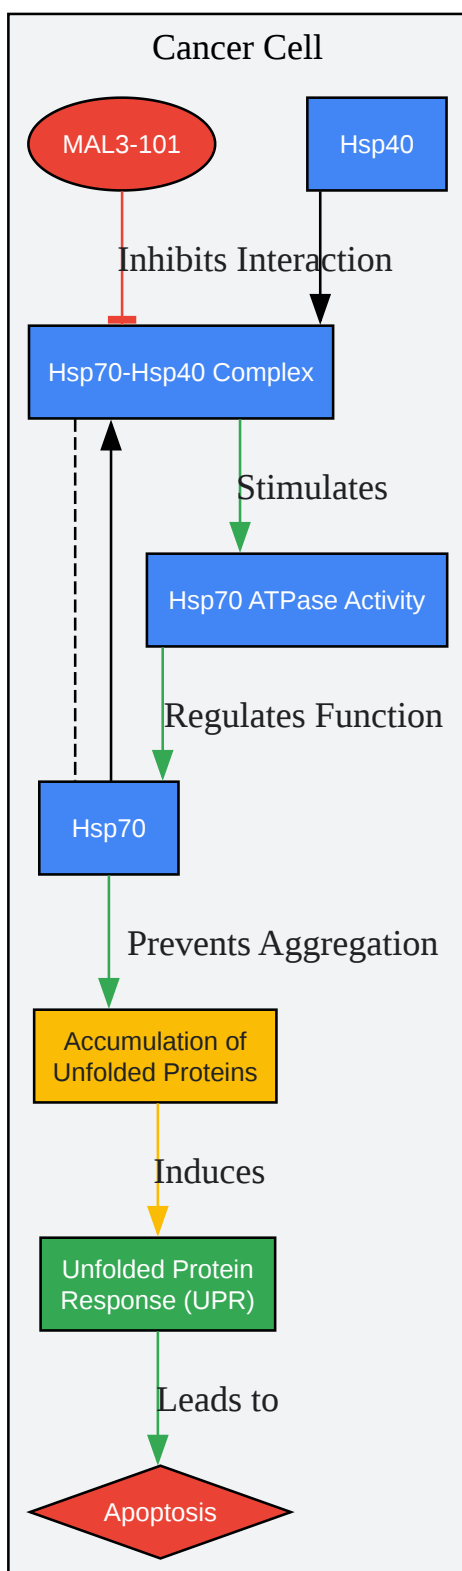 Cancer Cell
MAL3-101
Hsp40
Inhibits Interaction
Hsp70-Hsp40 Complex
Stimulates
Hsp70 ATPase Activity
Regulates Function
Hsp70
Prevents Aggregation
Accumulation of
Unfolded Proteins
Induces
Unfolded Protein
Response (UPR)
Leads to
Apoptosis